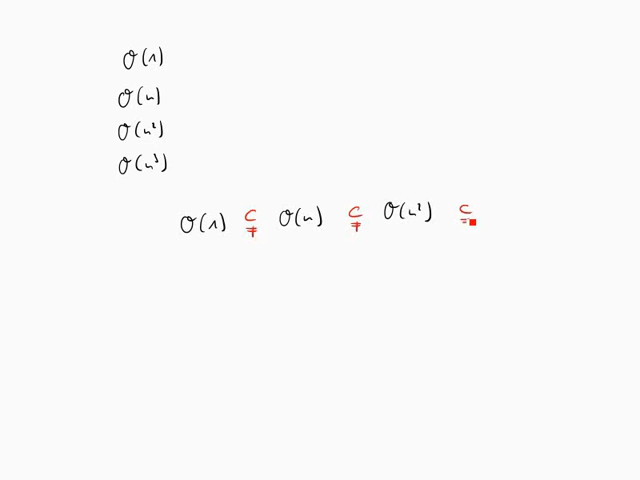 O(1)
O(n)
O(n²)
O(n³)
O(1) ⊊ O(n) ⊊ O(n²) ⊆